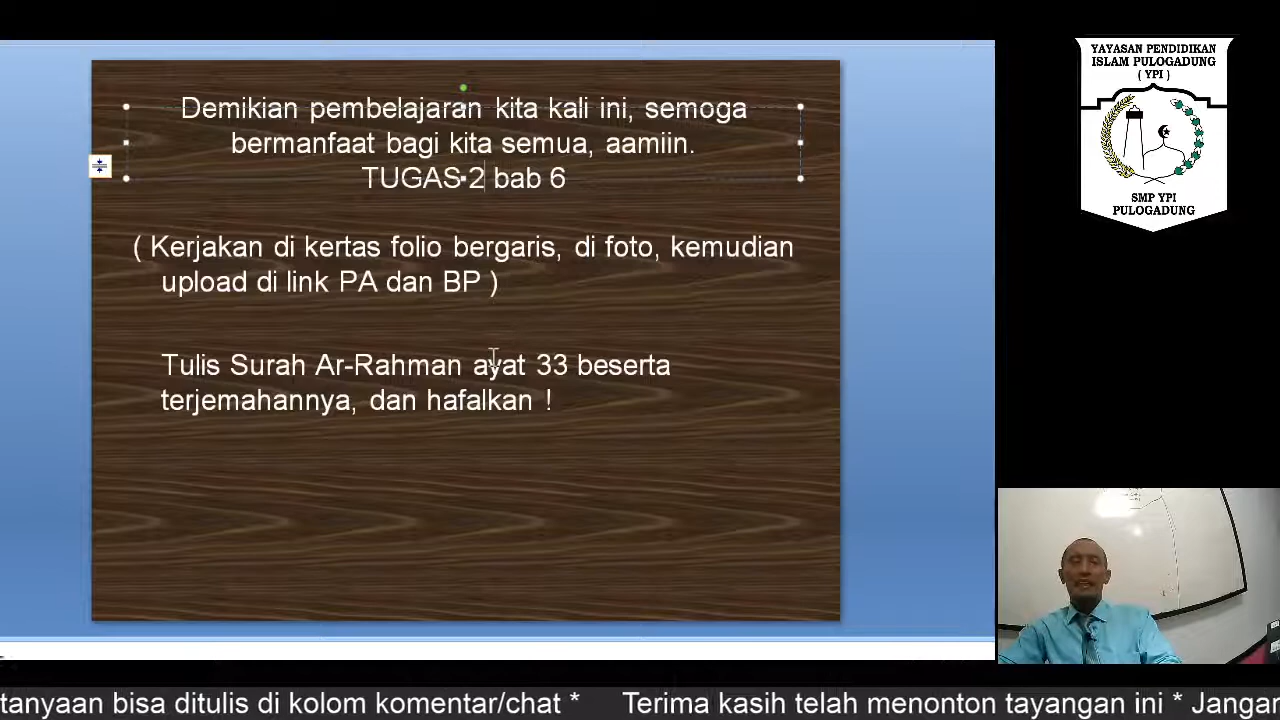 Demikian pembelajaran kita kali ini, semoga
bermanfaat bagi kita semua, aamiin.
TUGAS 2 bab 6
( Kerjakan di kertas folio bergaris, di foto, kemudian
upload di link PA dan BP )
Tulis Surah Ar-Rahman ayat 33 beserta
terjemahannya, dan hafalkan !
YAYASAN PENDIDIKAN
ISLAM PULOGADUNG
( YPI )
SMP YPI
PULOGADUNG
tanyaan bisa ditulis di kolom komentar/chat * Terima kasih telah menonton tayangan ini * Jangan